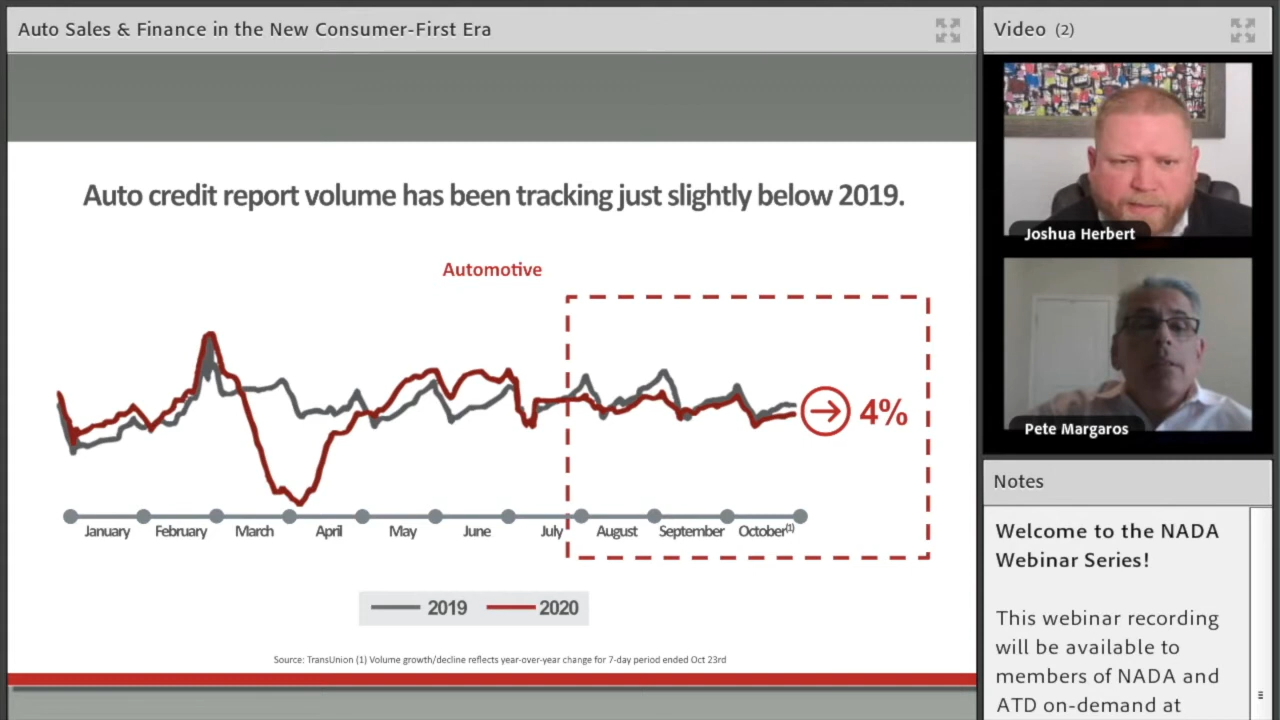 Auto Sales & Finance in the New Consumer-First Era
Auto credit report volume has been tracking just slightly below 2019.
Automotive
4%
January February March April May June July August September October(1)
2019 2020
Source: TransUnion (1) Volume growth/decline reflects year-over-year change for 7-day period ended Oct 23rd
Video (2)
Joshua Herbert
Pete Margaros
Notes
Welcome to the NADA
Webinar Series!
This webinar recording
will be available to
members of NADA and
ATD on-demand at